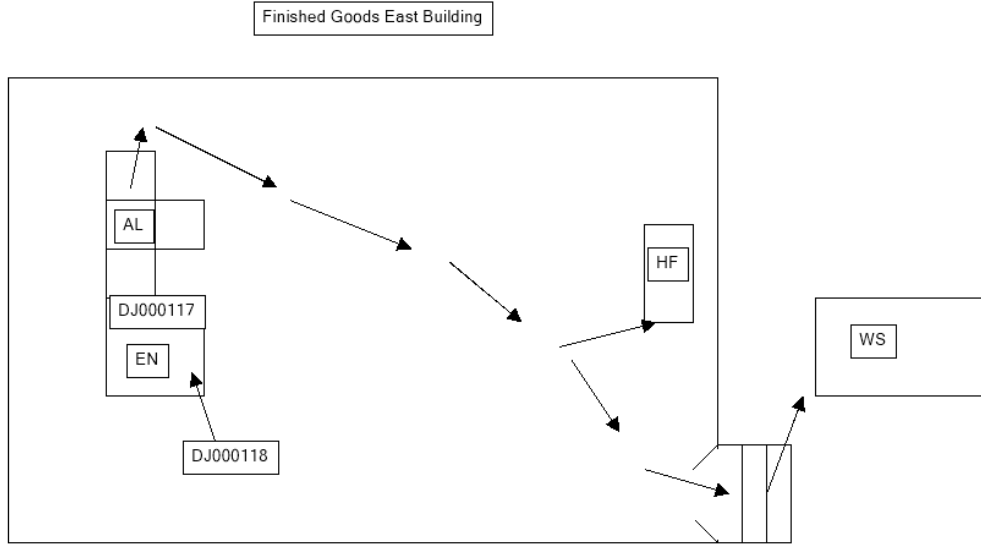 Finished Goods East Building
AL
HF
DJ000117
WS
EN
DJ000118